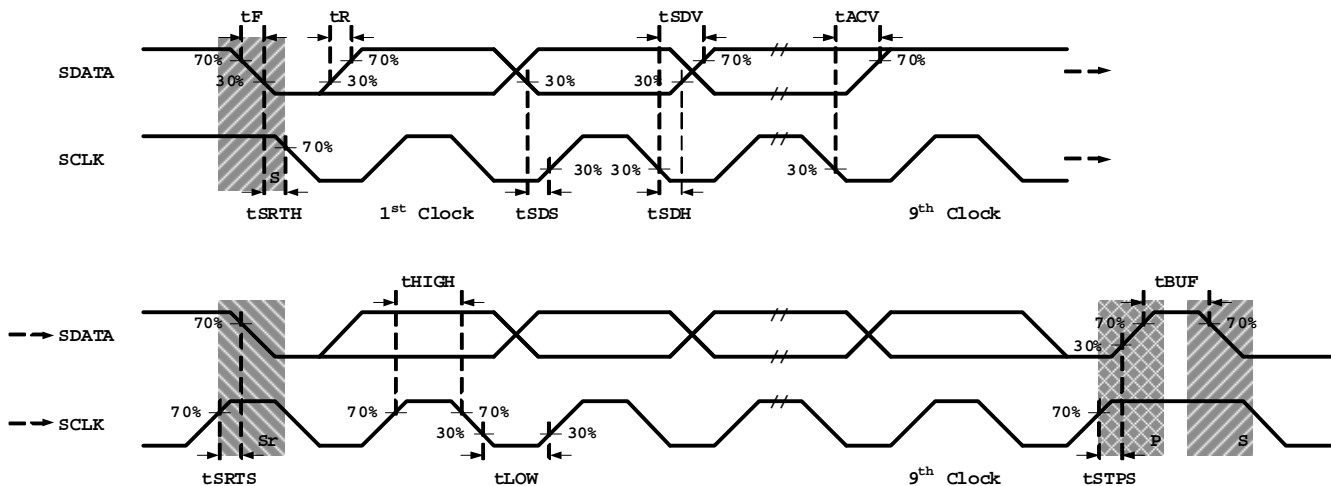 tF tR tSDV tACV
70% 70% 70% 70%
SDATA
30% 30% 30% 30%
SCLK
70%
30% 30% 30%
S
tSRTH 1st Clock tSDS tSDH 9th Clock
tHIGH tBUF
70% 70% 70%
SDATA
30%
70% 70% 70% 70%
SCLK
30% 30%
Sr P S
tSRTS tLOW 9th Clock tSTPS